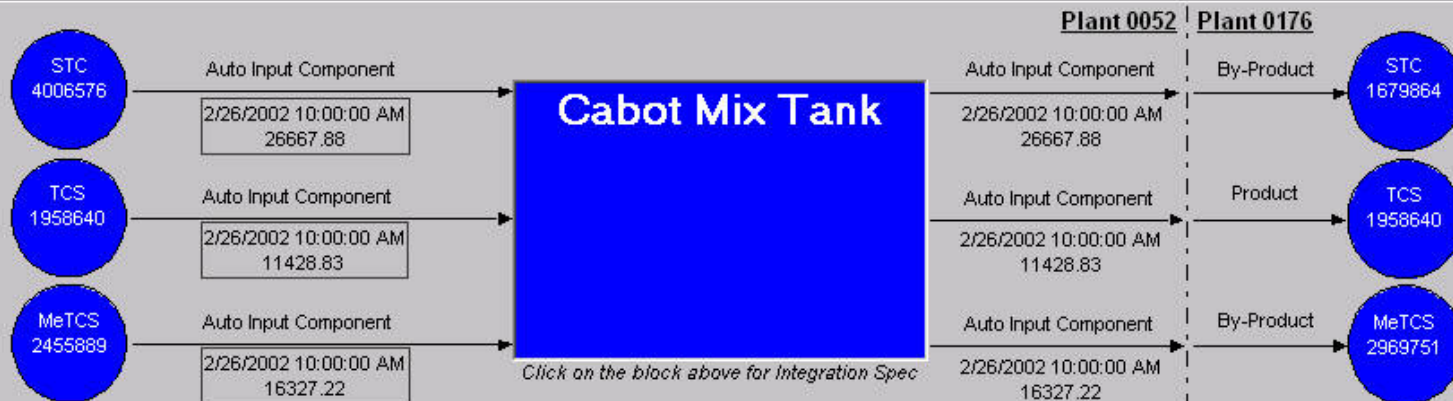 Plant 0052 Plant 0176
STC
4006576
Auto Input Component
2/26/2002 10:00:00 AM
26667.88
Cabot Mix Tank
Auto Input Component
2/26/2002 10:00:00 AM
26667.88
By-Product
STC
1679864
TCS
1958640
Auto Input Component
2/26/2002 10:00:00 AM
11428.83
Auto Input Component
2/26/2002 10:00:00 AM
11428.83
Product
TCS
1958640
MeTCS
2455889
Auto Input Component
2/26/2002 10:00:00 AM
16327.22
Click on the block above for Integration Spec
Auto Input Component
2/26/2002 10:00:00 AM
16327.22
By-Product
MeTCS
2969751